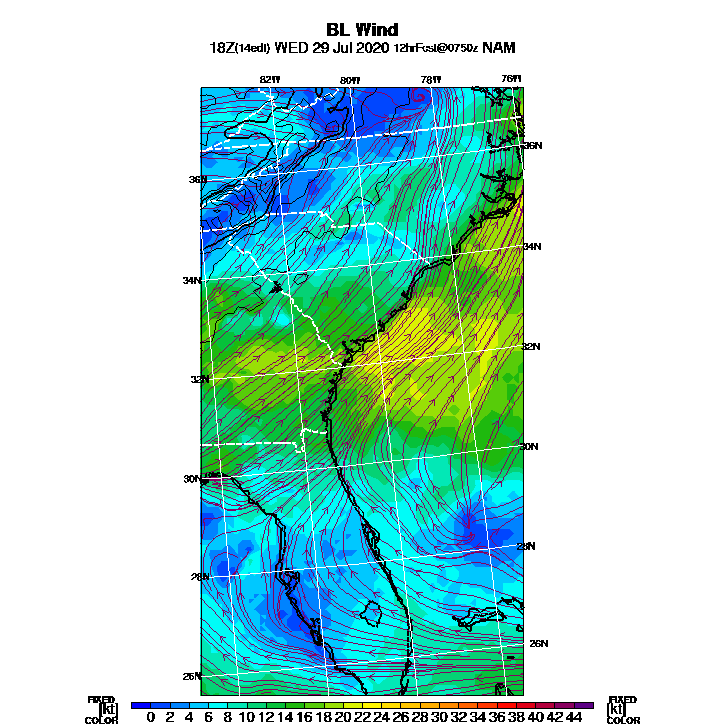 BL Wind
18Z(14edt) WED 29 Jul 2020 12hrFcst@0750z NAM
82W 80W 78W 76W
36N
36N
34N
34N
32N
32N
30N
30N
28N
28N
26N
26N
FIXED FIXED
[kt] 0 2 4 6 8 10 12 14 16 18 20 22 24 26 28 30 32 34 36 38 40 42 44 [kt]
COLOR COLOR